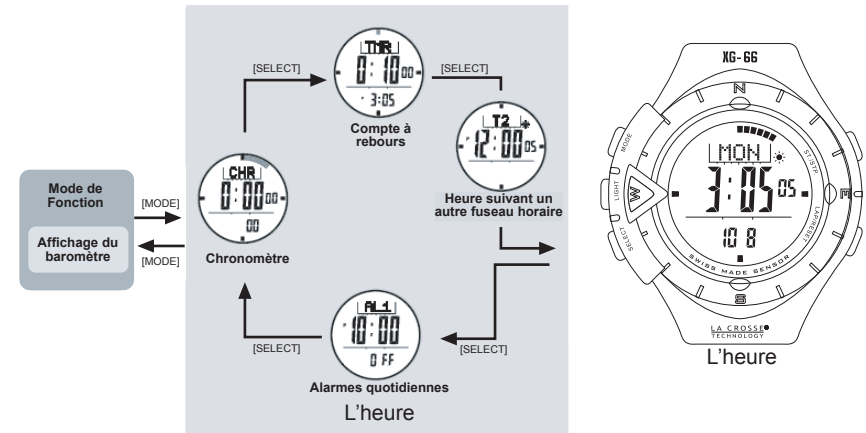 Mode de
Fonction
Affichage du
baromètre
[MODE]
[MODE]
CHR
0:00 00
00
Chronomètre
[SELECT]
TMR
0:10 00
3:05
Compte à
rebours
[SELECT]
T2
P 12:00 05
Heure suivant un
autre fuseau horaire
[SELECT]
AL1
P 10:00
OFF
Alarmes quotidiennes
[SELECT]
L'heure
XG-66
N
MODE
LIGHT
SELECT
W
ST/STP
E
LAP/RESET
MON
3:05 05
10 8
SWISS MADE SENSOR
S
LA CROSSE
TECHNOLOGY
L'heure